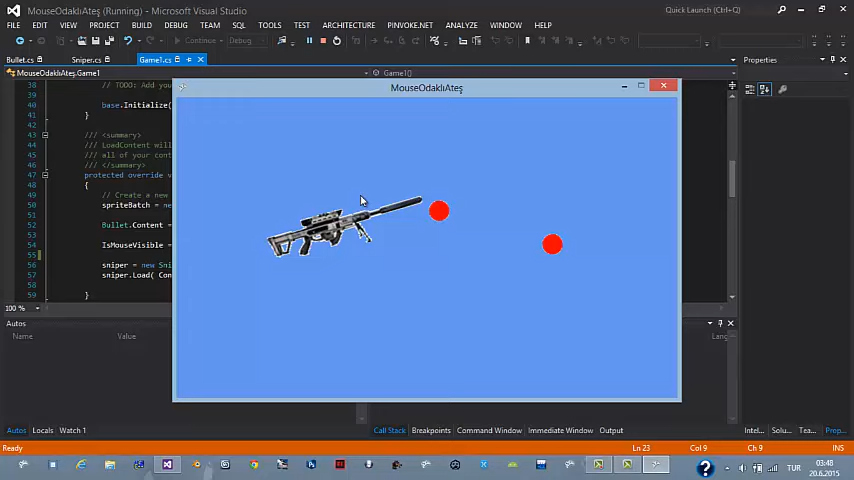 MouseOdaklıAteş (Running) - Microsoft Visual Studio
Quick Launch (Ctrl+Q)
FILE EDIT VIEW PROJECT BUILD DEBUG TEAM SQL TOOLS TEST ARCHITECTURE PINVOKE.NET ANALYZE WINDOW HELP
Continue Debug
Bullet.cs Sniper.cs Game1.cs
Properties
MouseOdaklıAteş.Game1
Game1()
MouseOdaklıAteş
38 // TODO: Add you
39
40 base.Initialize(
41 }
42
43 /// <summary>
44 /// LoadContent will
45 /// all of your cont
46 /// </summary>
47 protected override v
48 {
49 // Create a new
50 spriteBatch = ne
51
52 Bullet.Content =
53
54 IsMouseVisible =
55
56 sniper = new Sni
57 sniper.Load( Con
58
59 }
100 %
Autos
Name Value Lang
Autos Locals Watch 1
Call Stack Breakpoints Command Window Immediate Window Output
Intel... Solu... Tea... Prop...
Ready
Ln 23 Col 9 Ch 9 INS
TUR
03:48
20.6.2015